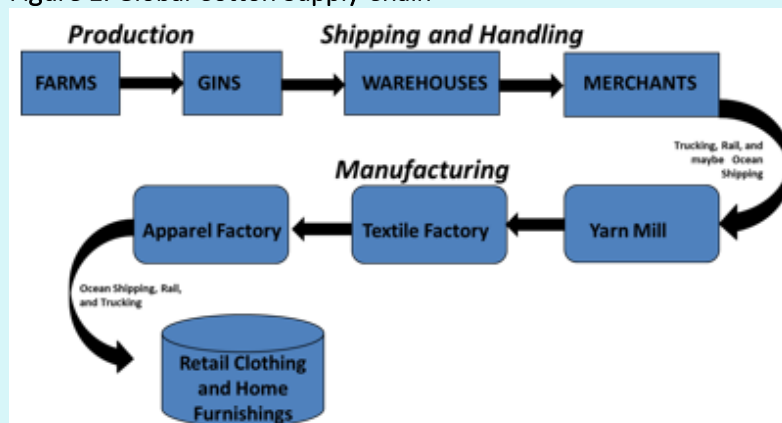 Figure 1. Global Cotton Supply Chain
Production
Shipping and Handling
FARMS
GINS
WAREHOUSES
MERCHANTS
Trucking, Rail, and
maybe Ocean
Shipping
Manufacturing
Apparel Factory
Textile Factory
Yarn Mill
Ocean Shipping, Rail,
and Trucking
Retail Clothing
and Home
Furnishings